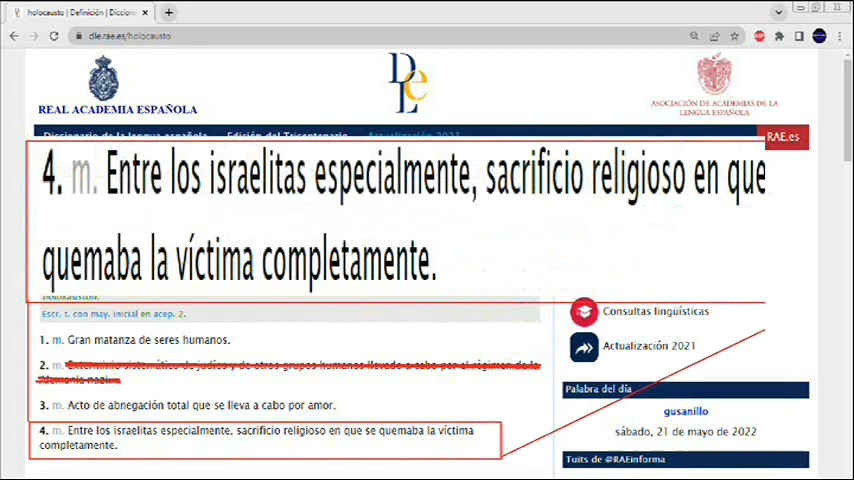 holocausto | Definición | Diccion
dle.rae.es/holocausto
REAL ACADEMIA ESPAÑOLA
DLe
ASOCIACIÓN DE ACADEMIAS DE LA
LENGUA ESPAÑOLA
Diccionario de la lengua española Edición del Tricentenario Actualización 2021
RAE.es
4. m. Entre los israelitas especialmente, sacrificio religioso en que
quemaba la víctima completamente.
holokauston.
Escr. t. con may. inicial en acep. 2.
1. m. Gran matanza de seres humanos.
2. m. Exterminio sistemático de judíos y de otros grupos humanos llevado a cabo por el régimen de la
Alemania nazi.
3. m. Acto de abnegación total que se lleva a cabo por amor.
4. m. Entre los israelitas especialmente, sacrificio religioso en que se quemaba la víctima
completamente.
Consultas lingüísticas
Actualización 2021
Palabra del día
gusanillo
sábado, 21 de mayo de 2022
Tuits de @RAEinforma